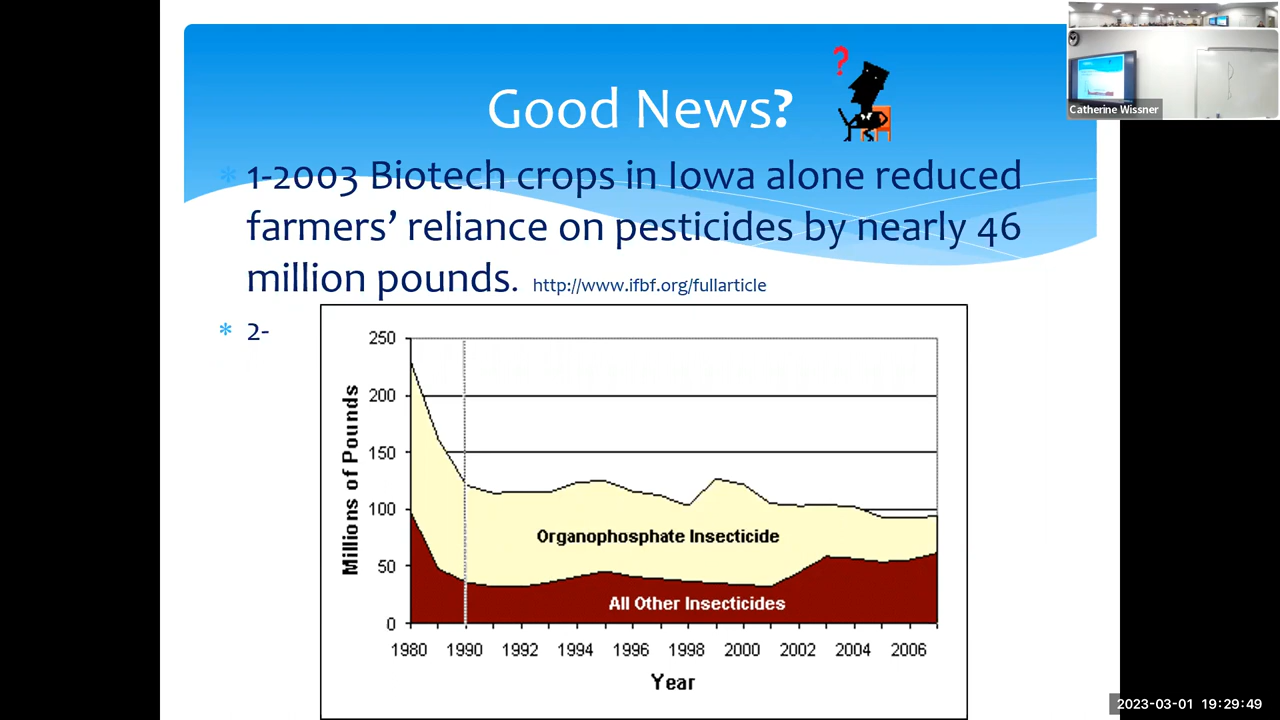 Good News?
?
* 1-2003 Biotech crops in Iowa alone reduced
farmers’ reliance on pesticides by nearly 46
million pounds. http://www.ifbf.org/fullarticle
* 2-
250
200
150
100
50
0
Millions of Pounds
Organophosphate Insecticide
All Other Insecticides
1980 1990 1992 1994 1996 1998 2000 2002 2004 2006
Year
Catherine Wissner
2023-03-01 19:29:49